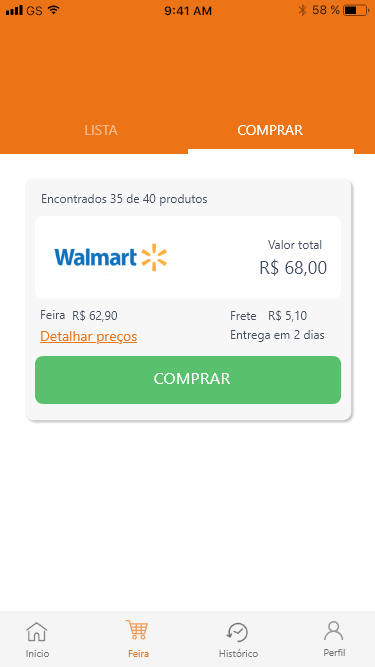 GS 9:41 AM 58 %
LISTA COMPRAR
Encontrados 35 de 40 produtos
Walmart
Valor total
R$ 68,00
Feira R$ 62,90 Frete R$ 5,10
Detalhar preços Entrega em 2 dias
COMPRAR
Inicio Feira Histórico Perfil